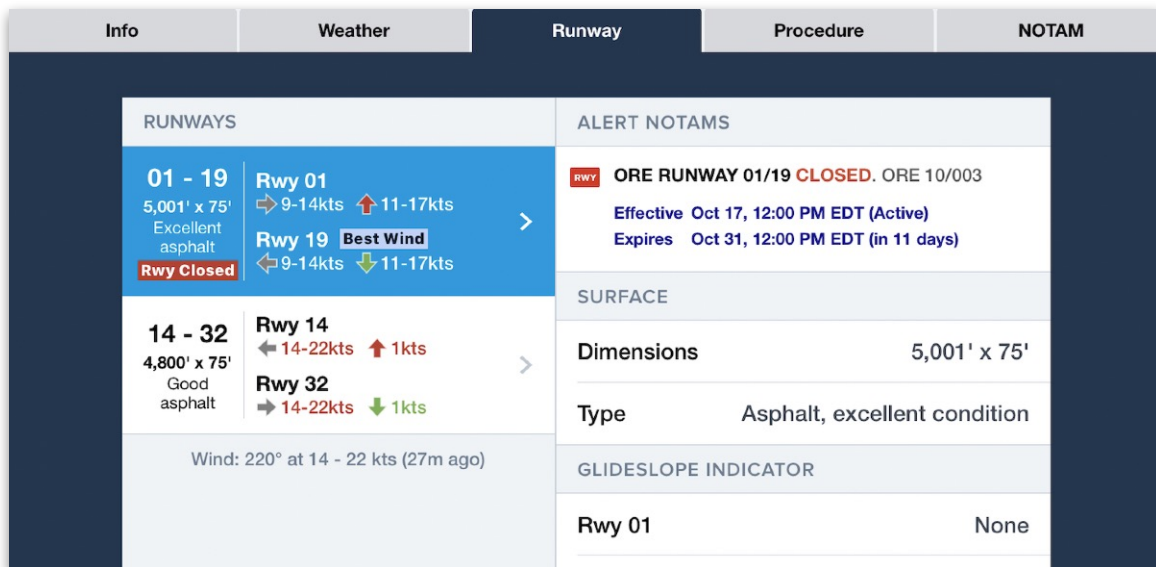 Info Weather Runway Procedure NOTAM
RUNWAYS
01 - 19
5,001' x 75'
Excellent
asphalt
Rwy Closed
Rwy 01
9-14kts 11-17kts
Rwy 19 Best Wind
9-14kts 11-17kts
14 - 32
4,800' x 75'
Good
asphalt
Rwy 14
14-22kts 1kts
Rwy 32
14-22kts 1kts
Wind: 220° at 14 - 22 kts (27m ago)
ALERT NOTAMS
RWY ORE RUNWAY 01/19 CLOSED. ORE 10/003
Effective Oct 17, 12:00 PM EDT (Active)
Expires Oct 31, 12:00 PM EDT (in 11 days)
SURFACE
Dimensions 5,001' x 75'
Type Asphalt, excellent condition
GLIDESLOPE INDICATOR
Rwy 01 None